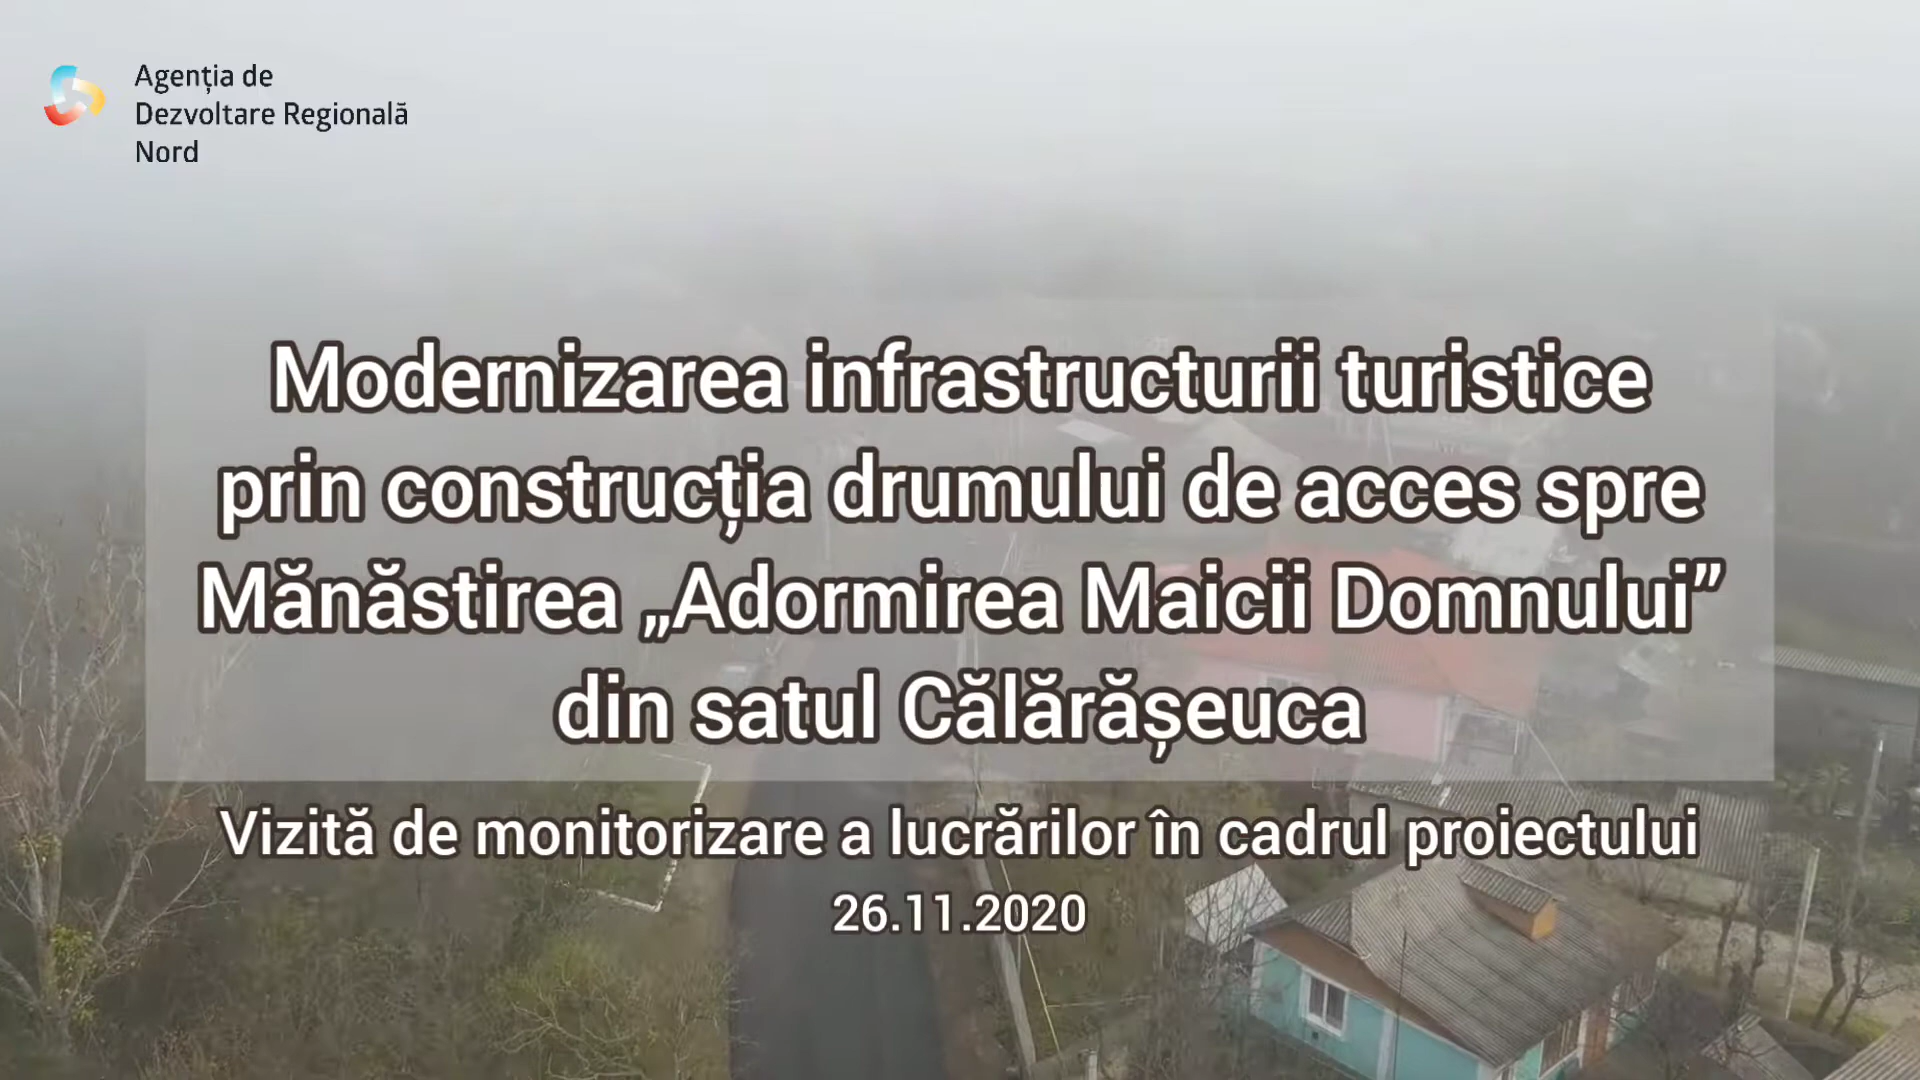 Agenția de
Dezvoltare Regională
Nord
Modernizarea infrastructurii turistice
prin construcția drumului de acces spre
Mănăstirea „Adormirea Maicii Domnului”
din satul Călărășeuca
Vizită de monitorizare a lucrărilor în cadrul proiectului
26.11.2020